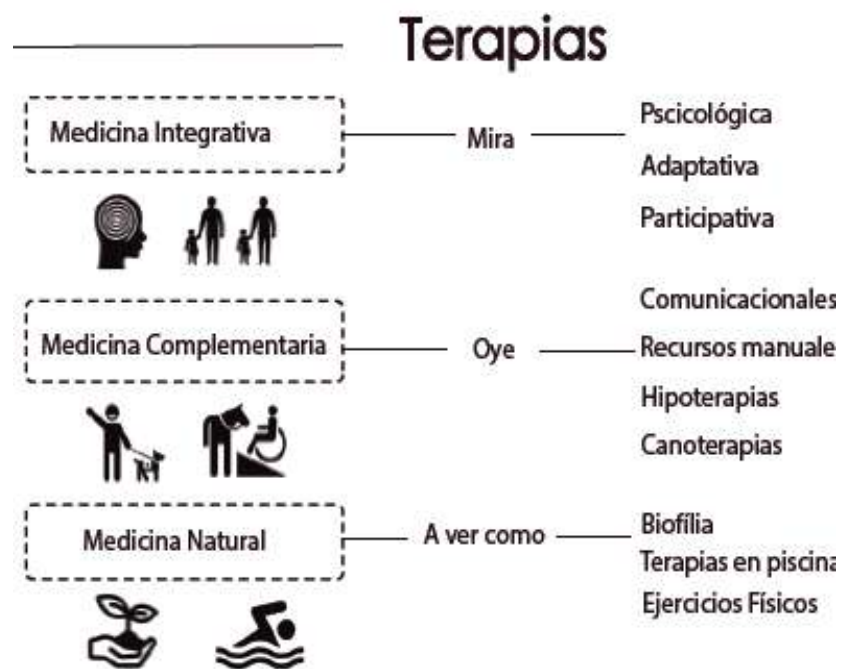 Terapias
Medicina Integrativa
Mira
Pscicológica
Adaptativa
Participativa
Medicina Complementaria
Oye
Comunicacionales
Recursos manuale
Hipoterapias
Canoterapias
Medicina Natural
A ver como
Biofília
Terapias en piscina
Ejercicios Físicos